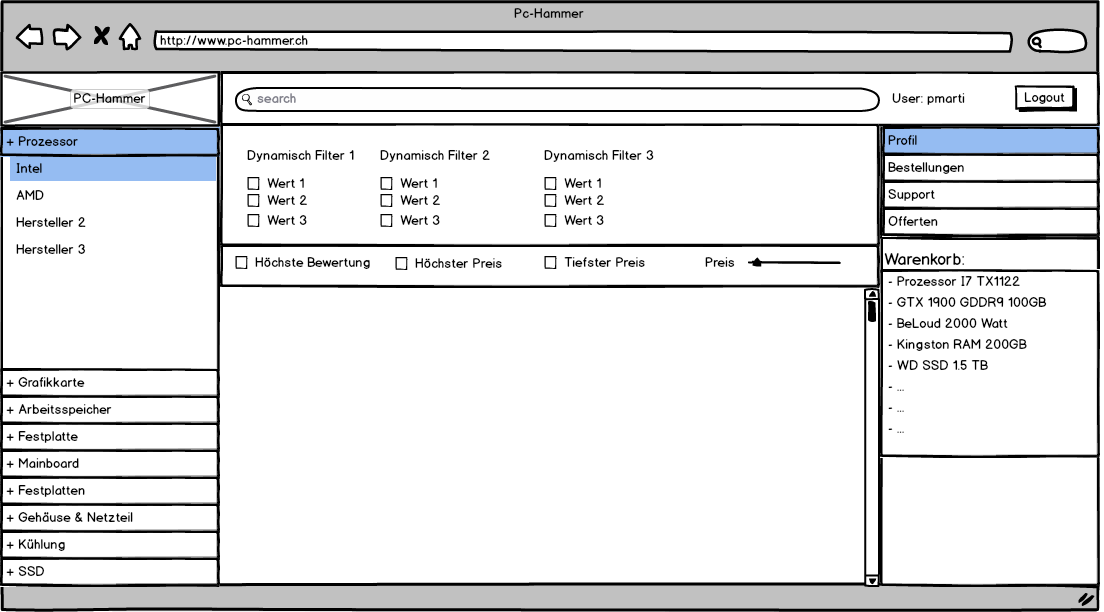 Pc-Hammer
http://www.pc-hammer.ch
PC-Hammer
search
User: pmarti
Logout
+ Prozessor
Intel
AMD
Hersteller 2
Hersteller 3
+ Grafikkarte
+ Arbeitsspeicher
+ Festplatte
+ Mainboard
+ Festplatten
+ Gehäuse & Netzteil
+ Kühlung
+ SSD
Dynamisch Filter 1
Wert 1
Wert 2
Wert 3
Dynamisch Filter 2
Wert 1
Wert 2
Wert 3
Dynamisch Filter 3
Wert 1
Wert 2
Wert 3
Höchste Bewertung
Höchster Preis
Tiefster Preis
Preis
Profil
Bestellungen
Support
Offerten
Warenkorb:
- Prozessor I7 TX1122
- GTX 1900 GDDR9 100GB
- BeLoud 2000 Watt
- Kingston RAM 200GB
- WD SSD 1.5 TB
- ...
- ...
- ...